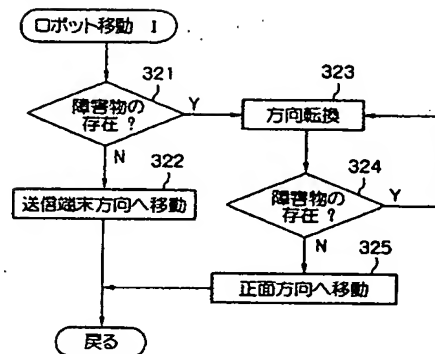 ロボット移動 I
321
障害物の
存在?
Y
N
322
送信端末方向へ移動
323
方向転換
324
障害物の
存在?
Y
N
325
正面方向へ移動
戻る